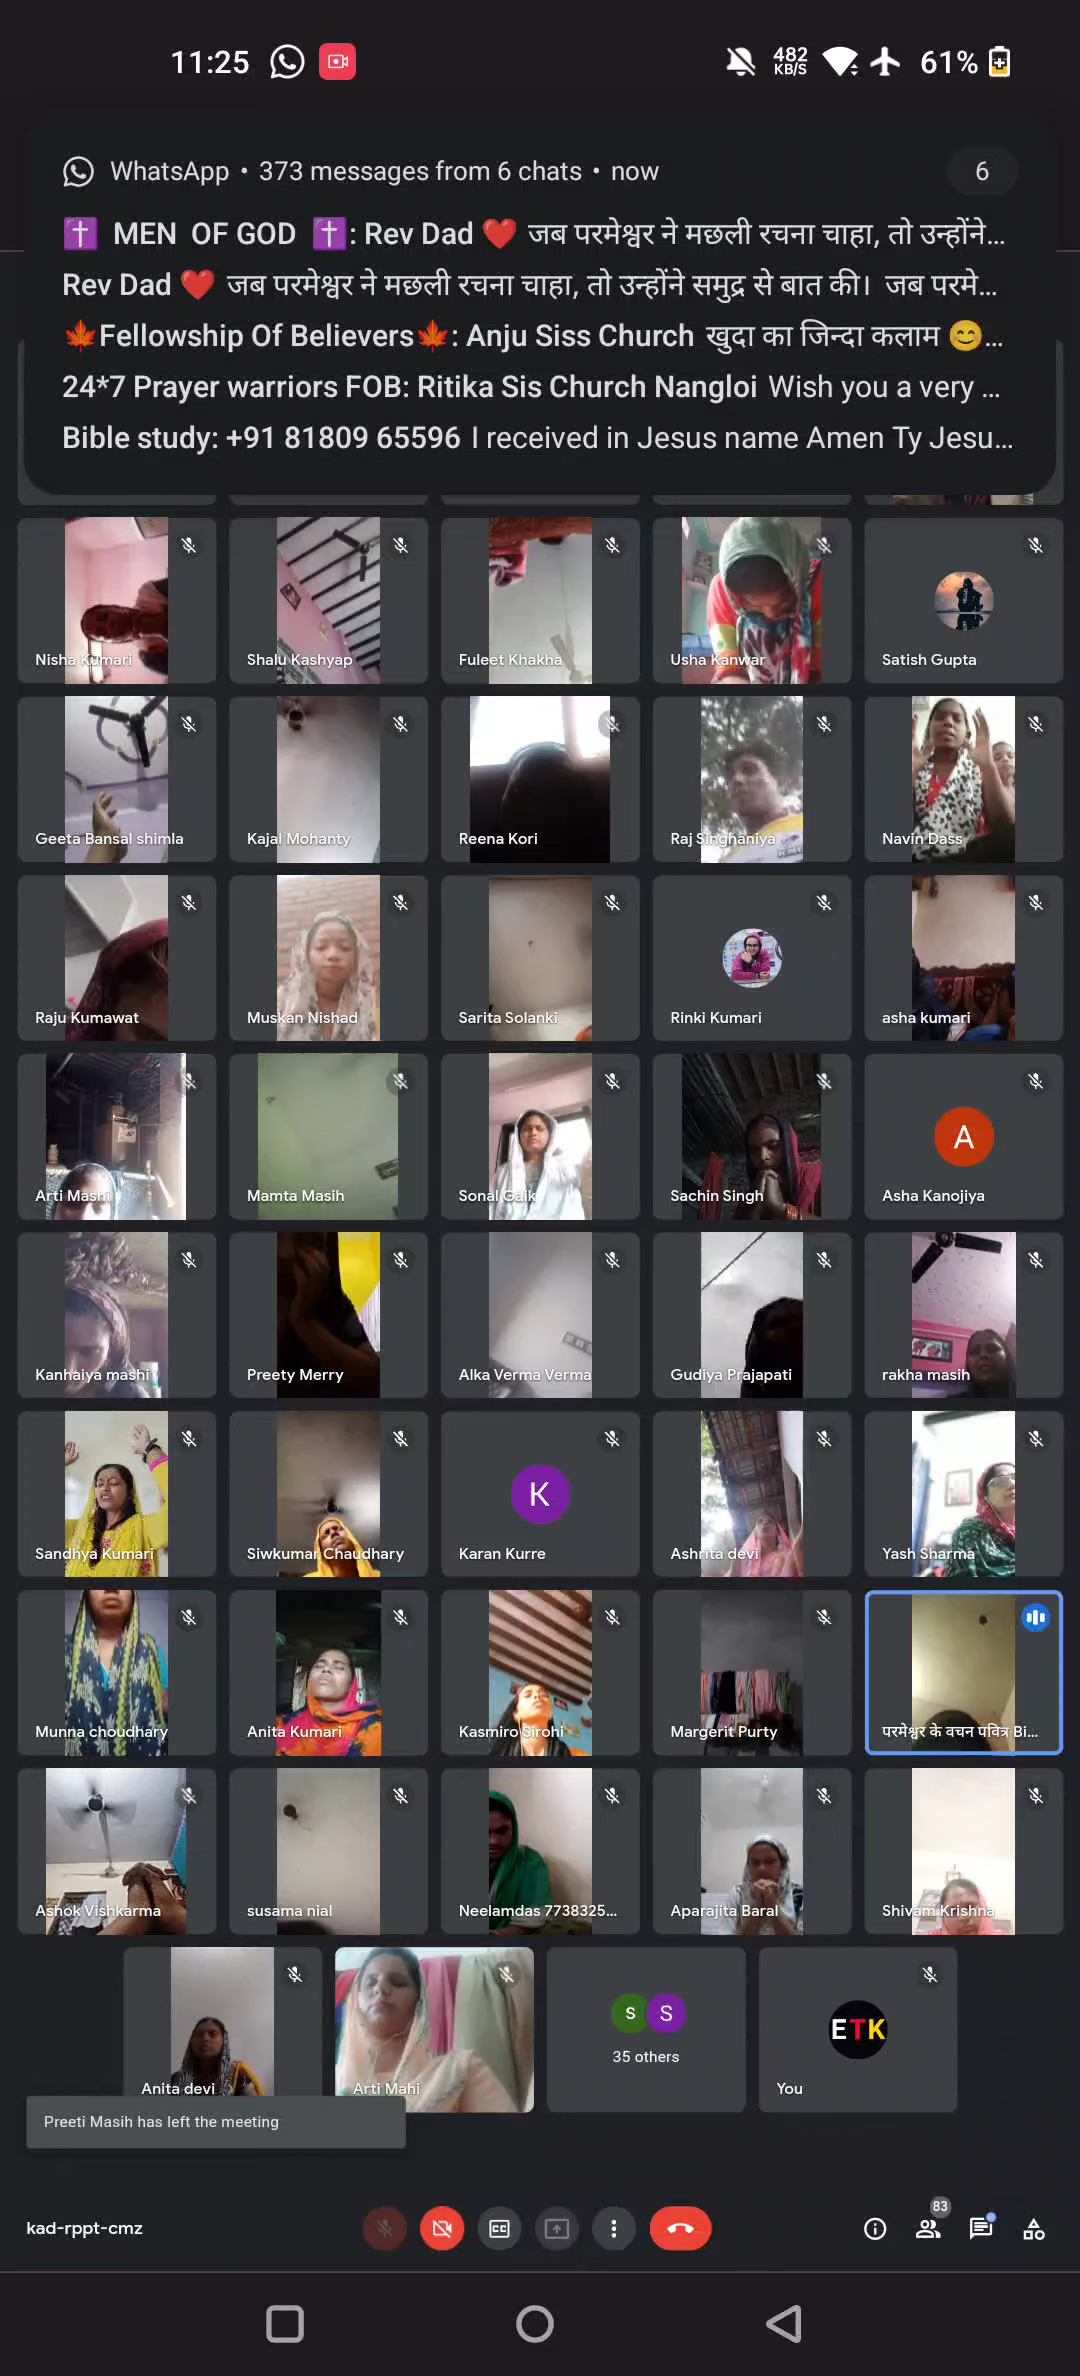 11:25 482 KB/S 61%
WhatsApp • 373 messages from 6 chats • now 6
✝️ MEN OF GOD ✝️: Rev Dad ❤️ जब परमेश्वर ने मछली रचना चाहा, तो उन्होंने...
Rev Dad ❤️ जब परमेश्वर ने मछली रचना चाहा, तो उन्होंने समुद्र से बात की। जब परमे...
🍁Fellowship Of Believers🍁: Anju Siss Church खुदा का जिन्दा कलाम 😊...
24*7 Prayer warriors FOB: Ritika Sis Church Nangloi Wish you a very ...
Bible study: +91 81809 65596 I received in Jesus name Amen Ty Jesu...
Nisha Kumari Shalu Kashyap Fuleet Khakha Usha Kanwar Satish Gupta
Geeta Bansal shimla Kajal Mohanty Reena Kori Raj Singhaniya Navin Dass
Raju Kumawat Muskan Nishad Sarita Solanki Rinki Kumari asha kumari
A
Arti Mashi Mamta Masih Sonal Gaik Sachin Singh Asha Kanojiya
Kanhaiya mashi Preety Merry Alka Verma Verma Gudiya Prajapati rakha masih
K
Sandhya Kumari Siwkumar Chaudhary Karan Kurre Ashrita devi Yash Sharma
Munna choudhary Anita Kumari Kasmiro Sirohi Margerit Purty परमेश्वर के वचन पवित्र Bi...
Ashok Vishkarma susama nial Neelamdas 7738325... Aparajita Baral Shivam Krishna
s S ETK
35 others
Anita devi Arti Mahi You
Preeti Masih has left the meeting
83
kad-rppt-cmz CC